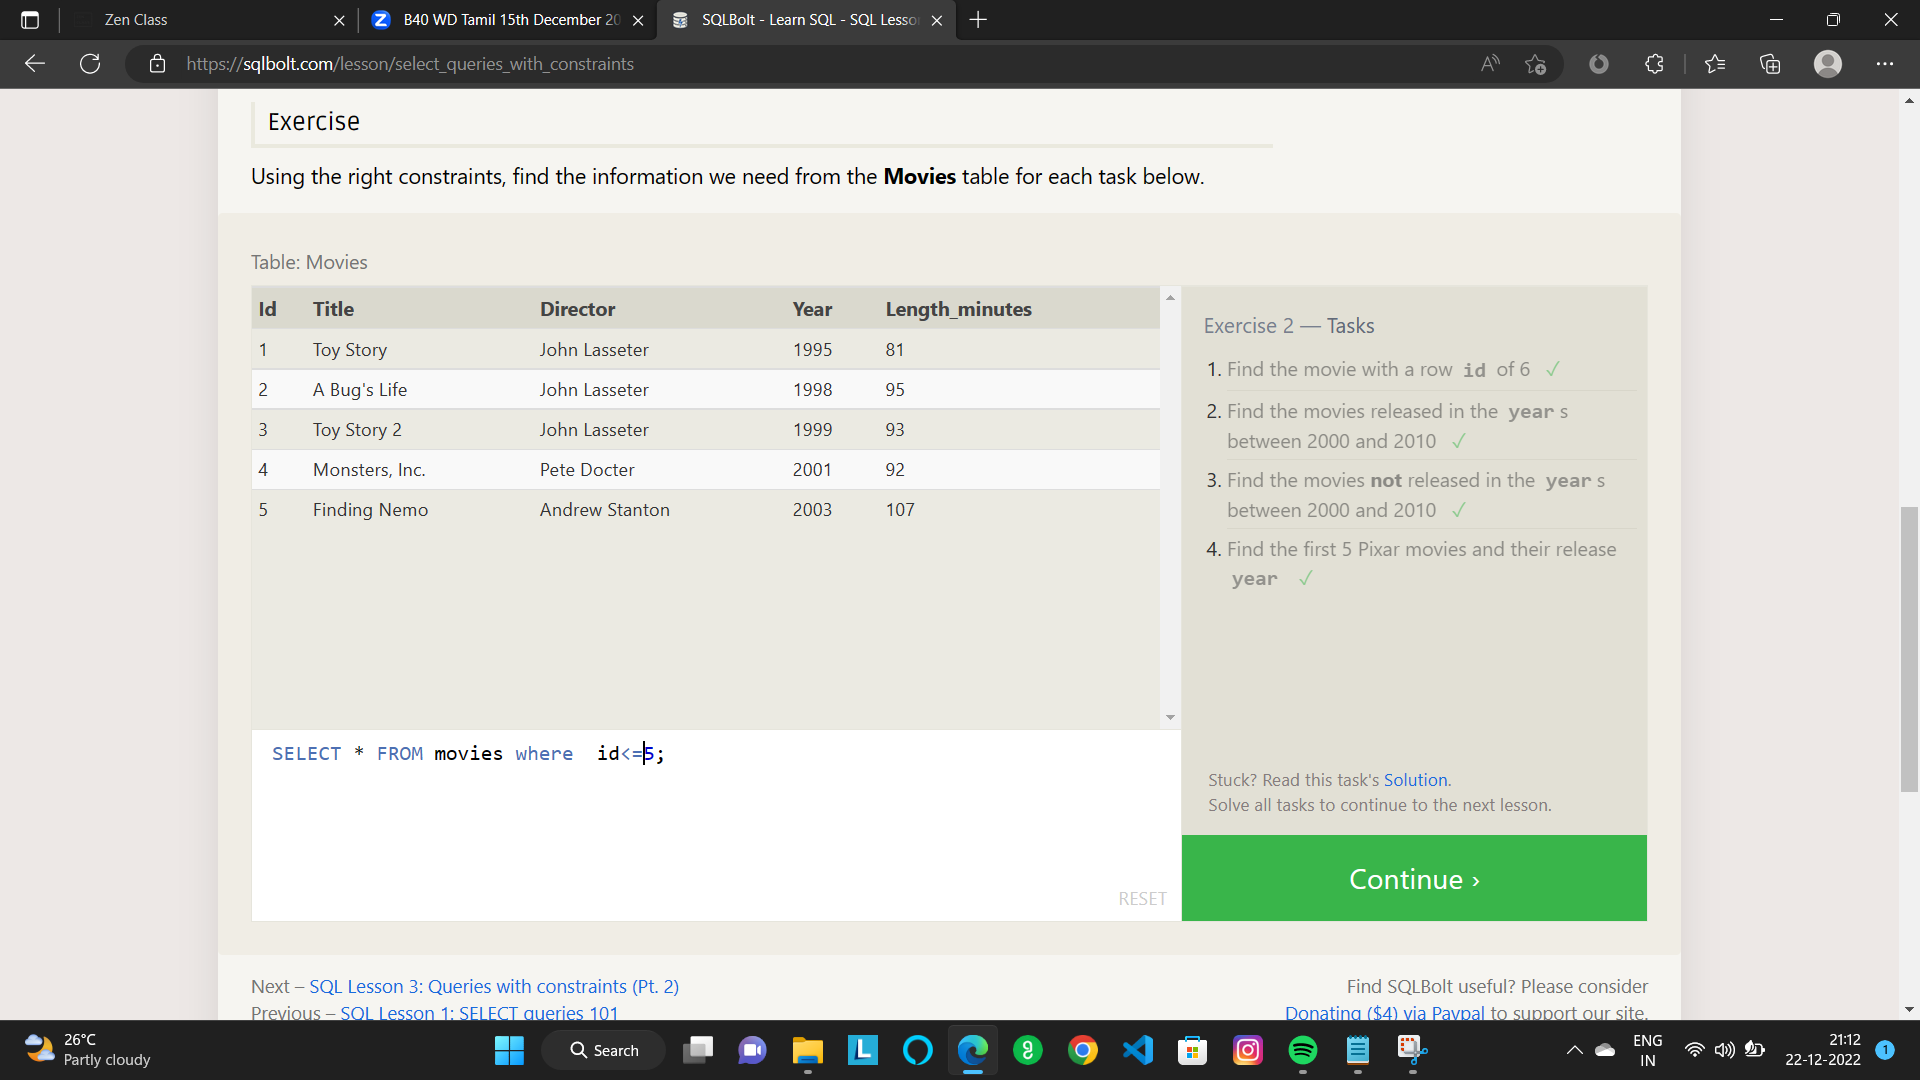 Zen Class
B40 WD Tamil 15th December 20
SQLBolt - Learn SQL - SQL Lesso
https://sqlbolt.com/lesson/select_queries_with_constraints
Exercise
Using the right constraints, find the information we need from the Movies table for each task below.
Table: Movies
Id Title Director Year Length_minutes
1 Toy Story John Lasseter 1995 81
2 A Bug's Life John Lasseter 1998 95
3 Toy Story 2 John Lasseter 1999 93
4 Monsters, Inc. Pete Docter 2001 92
5 Finding Nemo Andrew Stanton 2003 107
SELECT * FROM movies where  id<=5;
RESET
Exercise 2 — Tasks
1. Find the movie with a row id of 6 ✓
2. Find the movies released in the year s
between 2000 and 2010 ✓
3. Find the movies not released in the year s
between 2000 and 2010 ✓
4. Find the first 5 Pixar movies and their release
year ✓
Stuck? Read this task's Solution.
Solve all tasks to continue to the next lesson.
Continue ›
Next – SQL Lesson 3: Queries with constraints (Pt. 2)
Previous – SQL Lesson 1: SELECT queries 101
Find SQLBolt useful? Please consider
Donating ($4) via Paypal to support our site.
26°C
Partly cloudy
Search
ENG
IN
21:12
22-12-2022
1